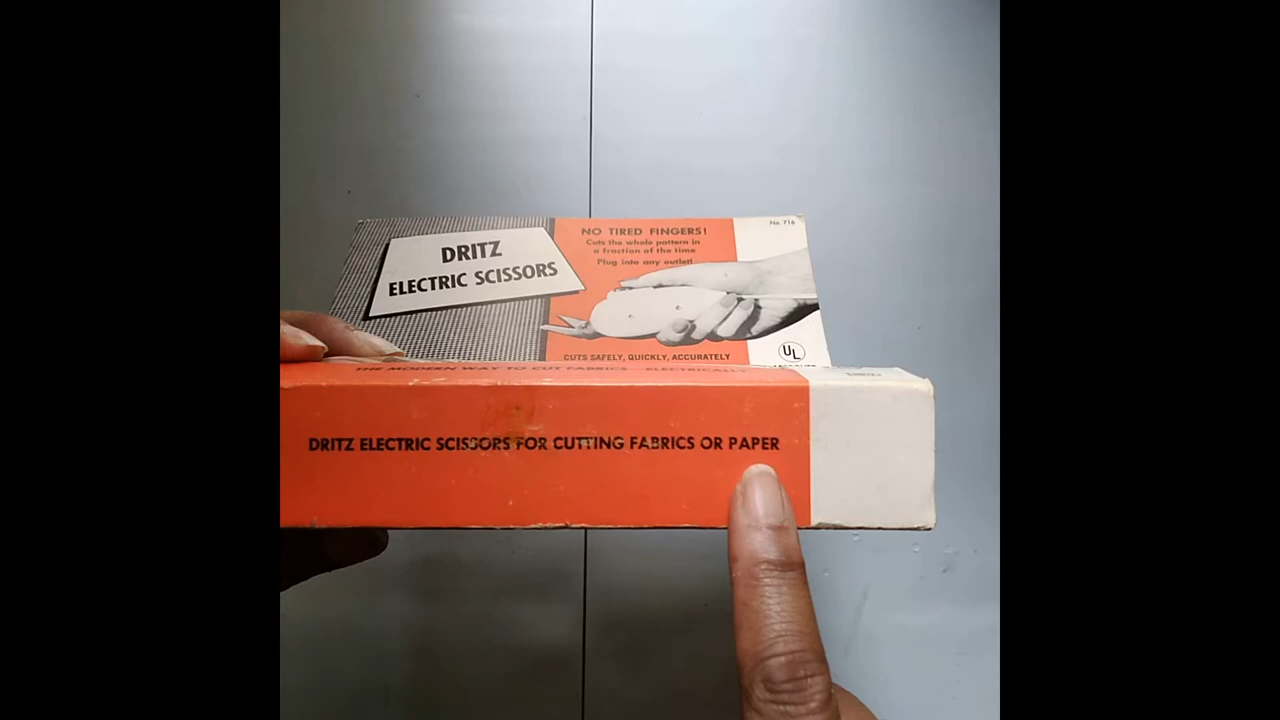 No. 716
NO TIRED FINGERS!
Cuts the whole pattern in
a fraction of the time
Plug into any outlet!
DRITZ
ELECTRIC SCISSORS
CUTS SAFELY, QUICKLY, ACCURATELY
UL
THE MODERN WAY TO CUT FABRICS—ELECTRICALLY
DRITZ ELECTRIC SCISSORS FOR CUTTING FABRICS OR PAPER